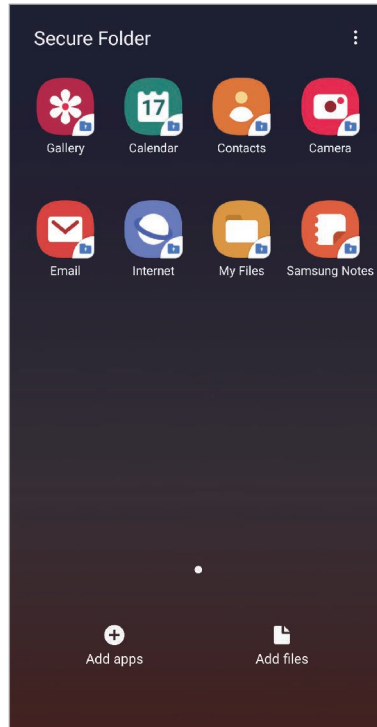 Secure Folder
17
Gallery Calendar Contacts Camera
Email Internet My Files Samsung Notes
Add apps Add files